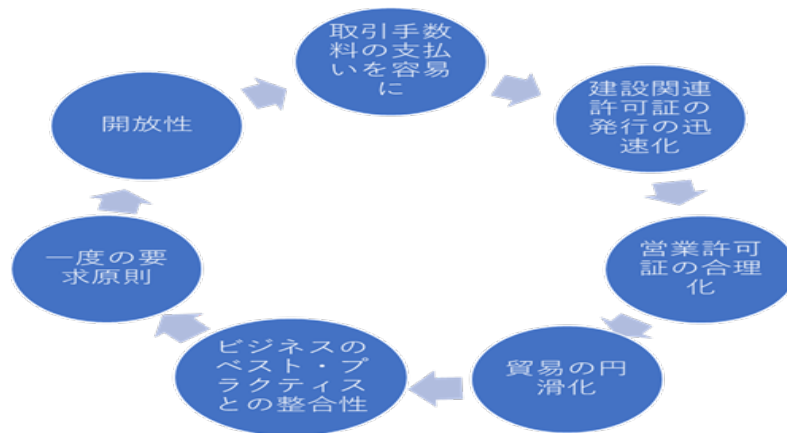 取引手数
料の支払
いを容易
に
建設関連
許可証の
発行の迅
速化
営業許可
証の合理
化
貿易の円
滑化
ビジネスの
ベスト・プ
ラクティス
との整合性
一度の要
求原則
開放性